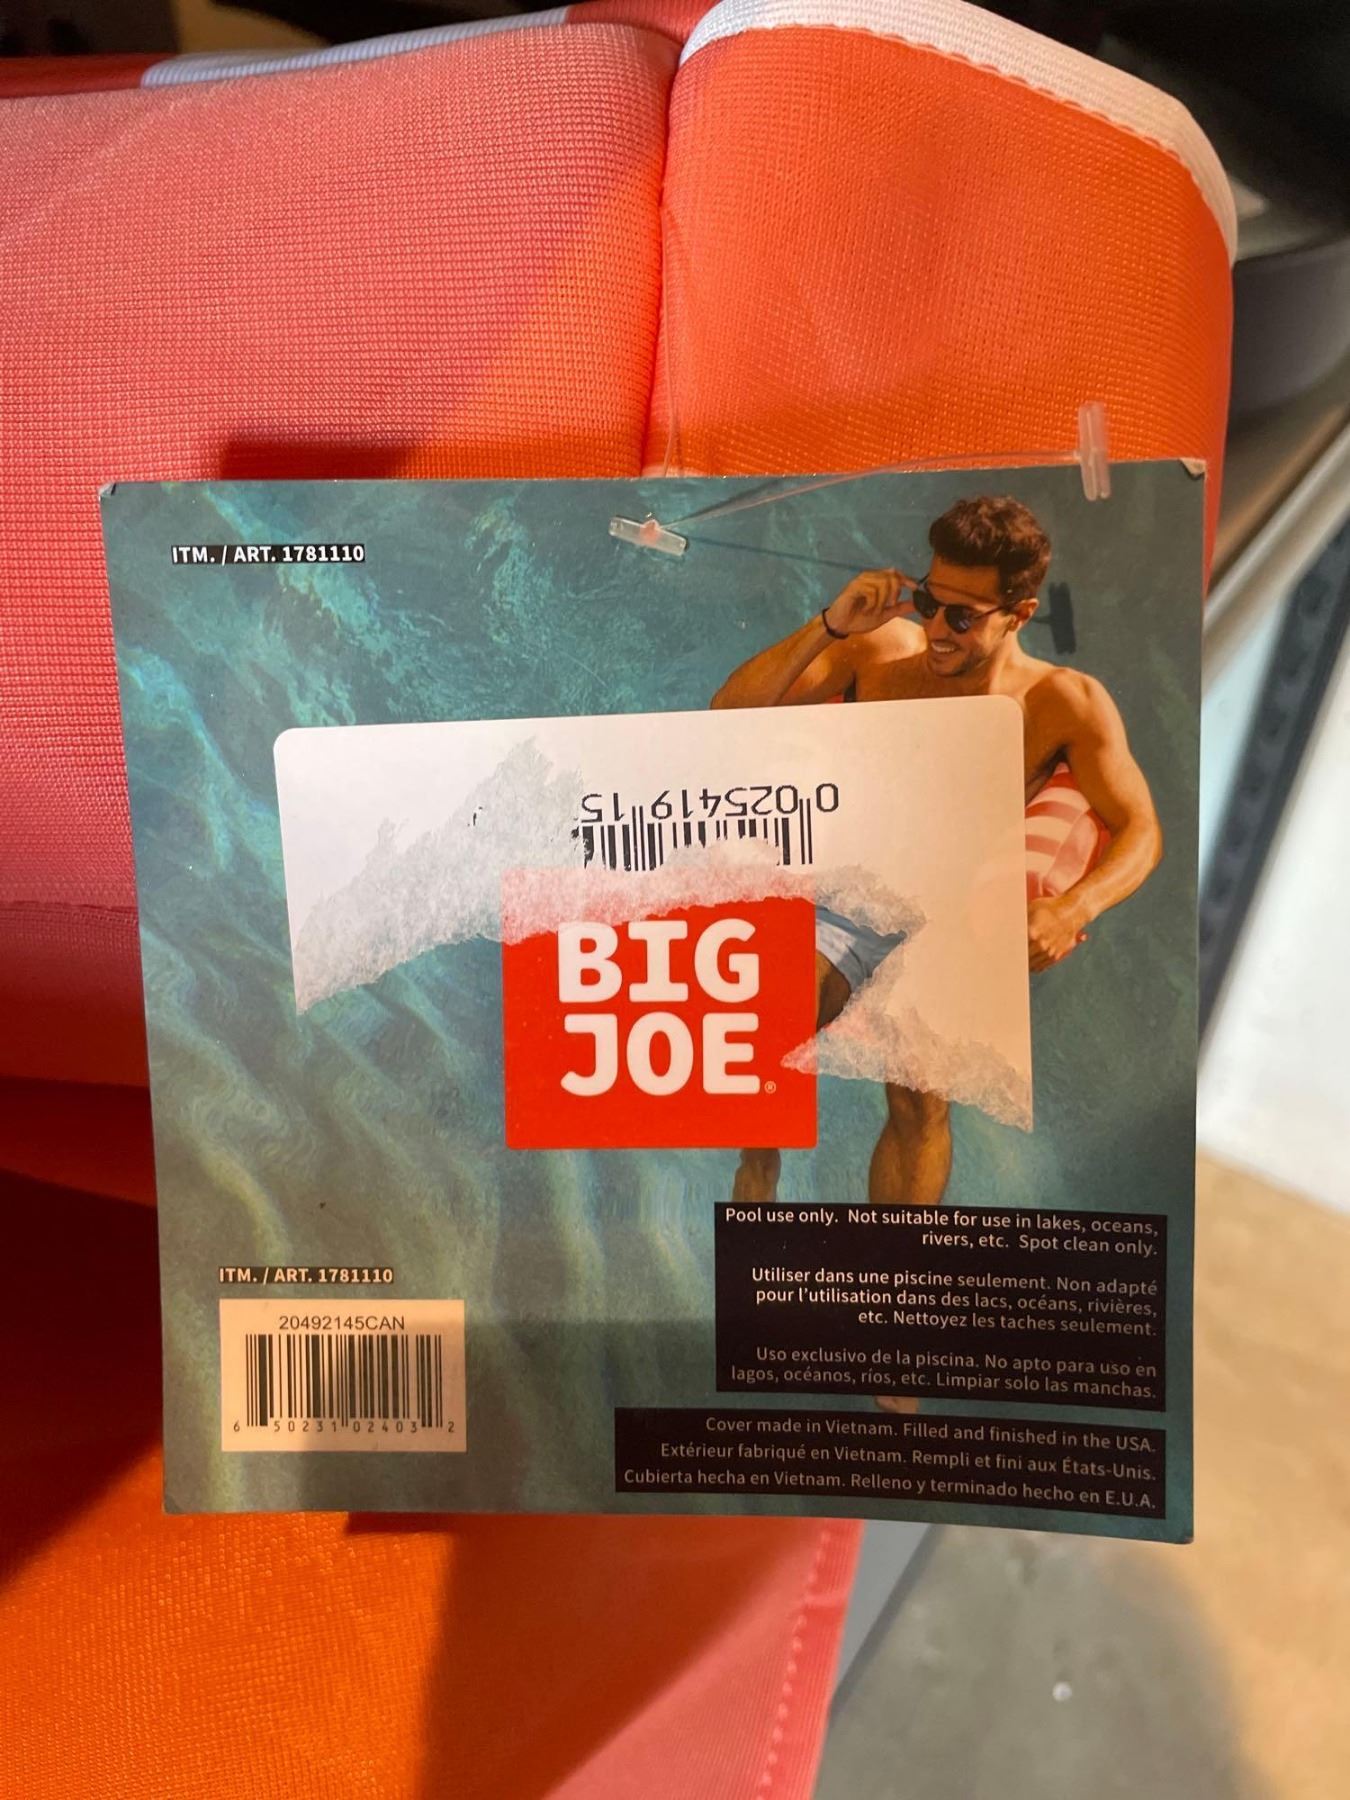 ITM. / ART. 1781110
0 025419 15
BIG
JOE®
Pool use only. Not suitable for use in lakes, oceans,
rivers, etc. Spot clean only.
Utiliser dans une piscine seulement. Non adapté
pour l'utilisation dans des lacs, océans, rivières,
etc. Nettoyez les taches seulement.
Uso exclusivo de la piscina. No apto para uso en
lagos, océanos, ríos, etc. Limpiar solo las manchas.
ITM. / ART. 1781110
20492145CAN
6 50231 02403 2
Cover made in Vietnam. Filled and finished in the USA.
Extérieur fabriqué en Vietnam. Rempli et fini aux États-Unis.
Cubierta hecha en Vietnam. Relleno y terminado hecho en E.U.A.